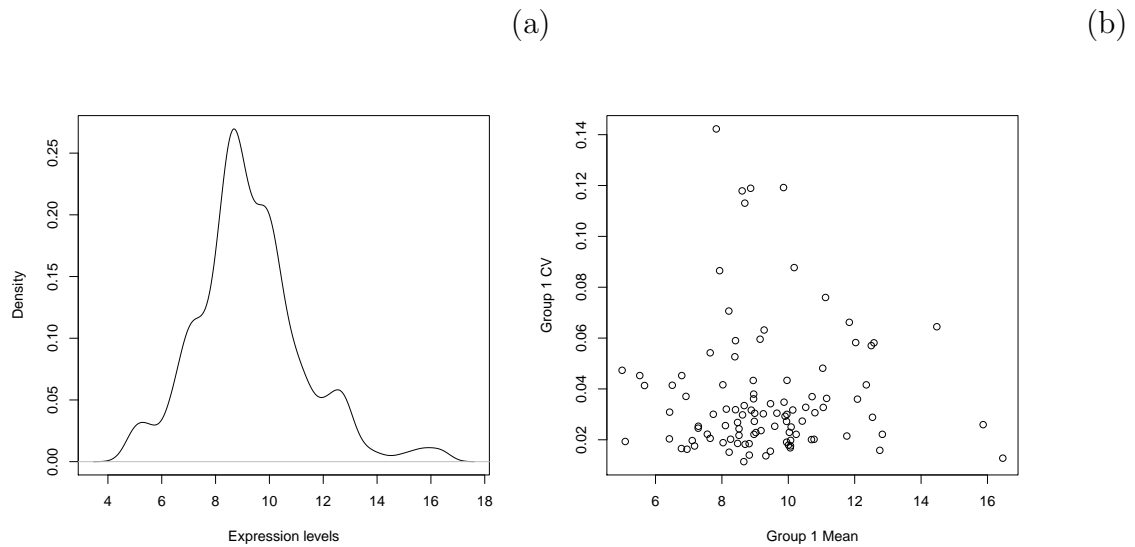 (a)
(b)
Density
0.00 0.05 0.10 0.15 0.20 0.25
4 6 8 10 12 14 16 18
Expression levels
Group 1 CV
0.02 0.04 0.06 0.08 0.10 0.12 0.14
6 8 10 12 14 16
Group 1 Mean